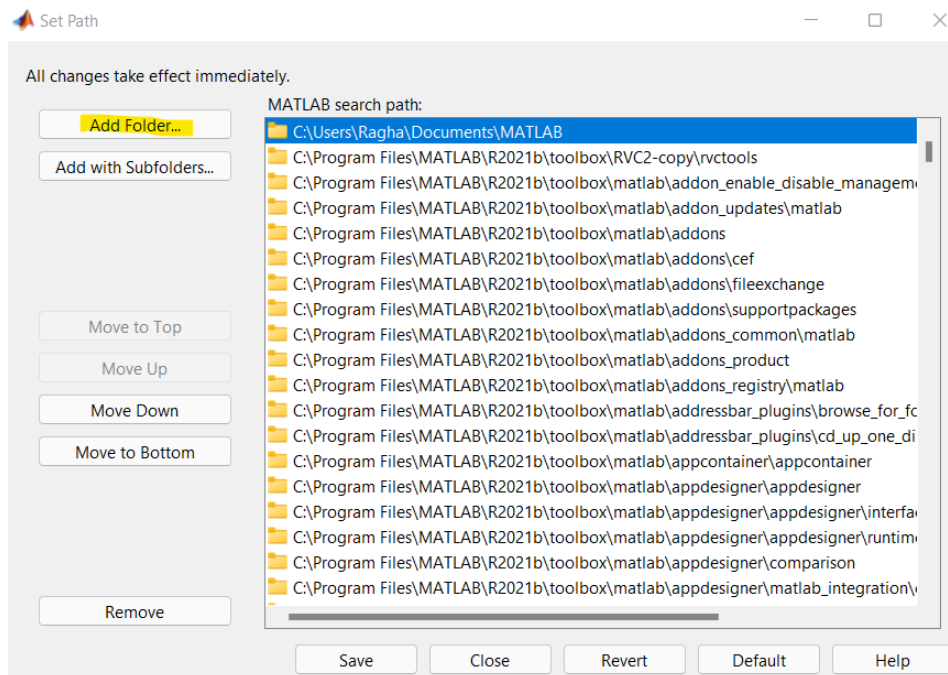 Set Path
All changes take effect immediately.
MATLAB search path:
Add Folder...
Add with Subfolders...
Move to Top
Move Up
Move Down
Move to Bottom
Remove
C:\Users\Ragha\Documents\MATLAB
C:\Program Files\MATLAB\R2021b\toolbox\RVC2-copy\rvctools
C:\Program Files\MATLAB\R2021b\toolbox\matlab\addon_enable_disable_managem
C:\Program Files\MATLAB\R2021b\toolbox\matlab\addon_updates\matlab
C:\Program Files\MATLAB\R2021b\toolbox\matlab\addons
C:\Program Files\MATLAB\R2021b\toolbox\matlab\addons\cef
C:\Program Files\MATLAB\R2021b\toolbox\matlab\addons\fileexchange
C:\Program Files\MATLAB\R2021b\toolbox\matlab\addons\supportpackages
C:\Program Files\MATLAB\R2021b\toolbox\matlab\addons_common\matlab
C:\Program Files\MATLAB\R2021b\toolbox\matlab\addons_product
C:\Program Files\MATLAB\R2021b\toolbox\matlab\addons_registry\matlab
C:\Program Files\MATLAB\R2021b\toolbox\matlab\addressbar_plugins\browse_for_fo
C:\Program Files\MATLAB\R2021b\toolbox\matlab\addressbar_plugins\cd_up_one_di
C:\Program Files\MATLAB\R2021b\toolbox\matlab\appcontainer\appcontainer
C:\Program Files\MATLAB\R2021b\toolbox\matlab\appdesigner\appdesigner
C:\Program Files\MATLAB\R2021b\toolbox\matlab\appdesigner\appdesigner\interfa
C:\Program Files\MATLAB\R2021b\toolbox\matlab\appdesigner\appdesigner\runtim
C:\Program Files\MATLAB\R2021b\toolbox\matlab\appdesigner\comparison
C:\Program Files\MATLAB\R2021b\toolbox\matlab\appdesigner\matlab_integration\
Save
Close
Revert
Default
Help